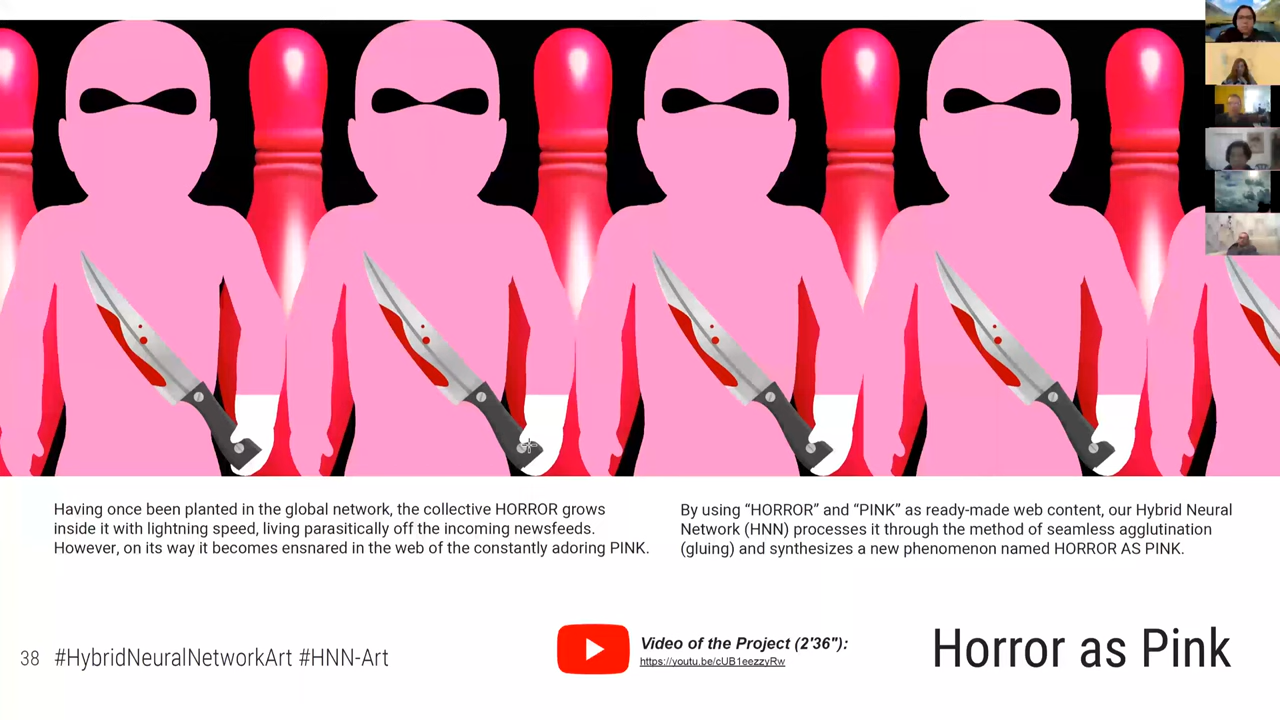 Having once been planted in the global network, the collective HORROR grows
inside it with lightning speed, living parasitically off the incoming newsfeeds.
However, on its way it becomes ensnared in the web of the constantly adoring PINK.
By using “HORROR” and “PINK” as ready-made web content, our Hybrid Neural
Network (HNN) processes it through the method of seamless agglutination
(gluing) and synthesizes a new phenomenon named HORROR AS PINK.
38 #HybridNeuralNetworkArt #HNN-Art
Video of the Project (2'36"):
https://youtu.be/cUB1eezzyRw
Horror as Pink